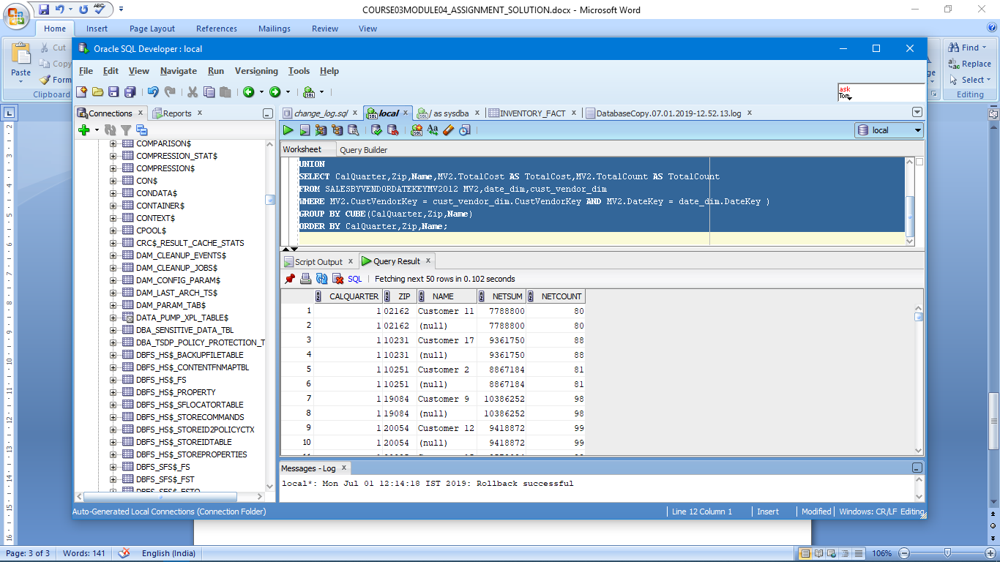 COURSE03MODULE04_ASSIGNMENT_SOLUTION.docx - Microsoft Word
Home Insert Page Layout References Mailings Review View
Cut
Copy
Paste
Form
Clipboard
Find
Replace
Select
Editing
Oracle SQL Developer : local
File Edit View Navigate Run Versioning Tools Help
ask
Tom
Connections x Reports x
change_log.sql x local x / as sysdba x INVENTORY_FACT x DatabaseCopy.07.01.2019-12.52.13.log x
local
Worksheet Query Builder
UNION
SELECT CalQuarter,Zip,Name,MV2.TotalCost AS TotalCost,MV2.TotalCount AS TotalCount
FROM SALESBYVENDORDATEKEYMV2012 MV2,date_dim,cust_vendor_dim
WHERE MV2.CustVendorKey = cust_vendor_dim.CustVendorKey AND MV2.DateKey = date_dim.DateKey )
GROUP BY CUBE(CalQuarter,Zip,Name)
ORDER BY CalQuarter,Zip,Name;
COMPARISON$
COMPRESSION_STAT$
COMPRESSION$
CON$
CONDATA$
CONTAINER$
CONTEXT$
CPOOL$
CRC$_RESULT_CACHE_STATS
DAM_CLEANUP_EVENTS$
DAM_CLEANUP_JOBS$
DAM_CONFIG_PARAM$
DAM_LAST_ARCH_TS$
DAM_PARAM_TAB$
DATA_PUMP_XPL_TABLE$
DBA_SENSITIVE_DATA_TBL
DBA_TSDP_POLICY_PROTECTION_T
DBFS_HS$_BACKUPFILETABLE
DBFS_HS$_CONTENTFNMAPTBL
DBFS_HS$_FS
DBFS_HS$_PROPERTY
DBFS_HS$_SFLOCATORTABLE
DBFS_HS$_STORECOMMANDS
DBFS_HS$_STOREID2POLICYCTX
DBFS_HS$_STOREIDTABLE
DBFS_HS$_STOREPROPERTIES
DBFS_SFS$_FS
DBFS_SFS$_FST
Script Output x Query Result x
SQL Fetching next 50 rows in 0.102 seconds
CALQUARTER ZIP NAME NETSUM NETCOUNT
1 1 02162 Customer 11 7788800 80
2 1 02162 (null) 7788800 80
3 1 10231 Customer 17 9361750 88
4 1 10231 (null) 9361750 88
5 1 10251 Customer 2 8867184 81
6 1 10251 (null) 8867184 81
7 1 19084 Customer 9 10386252 98
8 1 19084 (null) 10386252 98
9 1 20054 Customer 12 9418872 99
10 1 20054 (null) 9418872 99
Messages - Log x
local*: Mon Jul 01 12:14:18 IST 2019: Rollback successful
Auto-Generated Local Connections (Connection Folder) Line 12 Column 1 Insert Modified Windows: CR/LF Editing
Page: 3 of 3 Words: 141 English (India) 106%